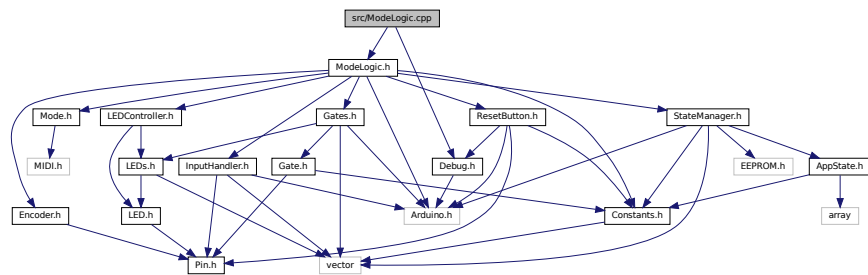 src/ModeLogic.cpp
ModeLogic.h
Mode.h
LEDController.h
Gates.h
ResetButton.h
StateManager.h
MIDI.h
LEDs.h
InputHandler.h
Gate.h
Debug.h
EEPROM.h
AppState.h
Encoder.h
LED.h
Arduino.h
Constants.h
array
Pin.h
vector